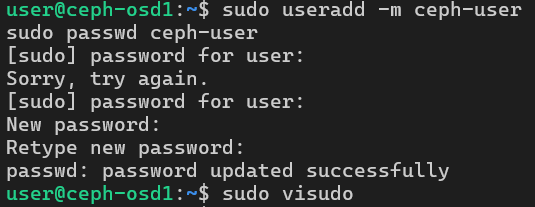 user@ceph-osd1:~$ sudo useradd -m ceph-user
sudo passwd ceph-user
[sudo] password for user:
Sorry, try again.
[sudo] password for user:
New password:
Retype new password:
passwd: password updated successfully
user@ceph-osd1:~$ sudo visudo